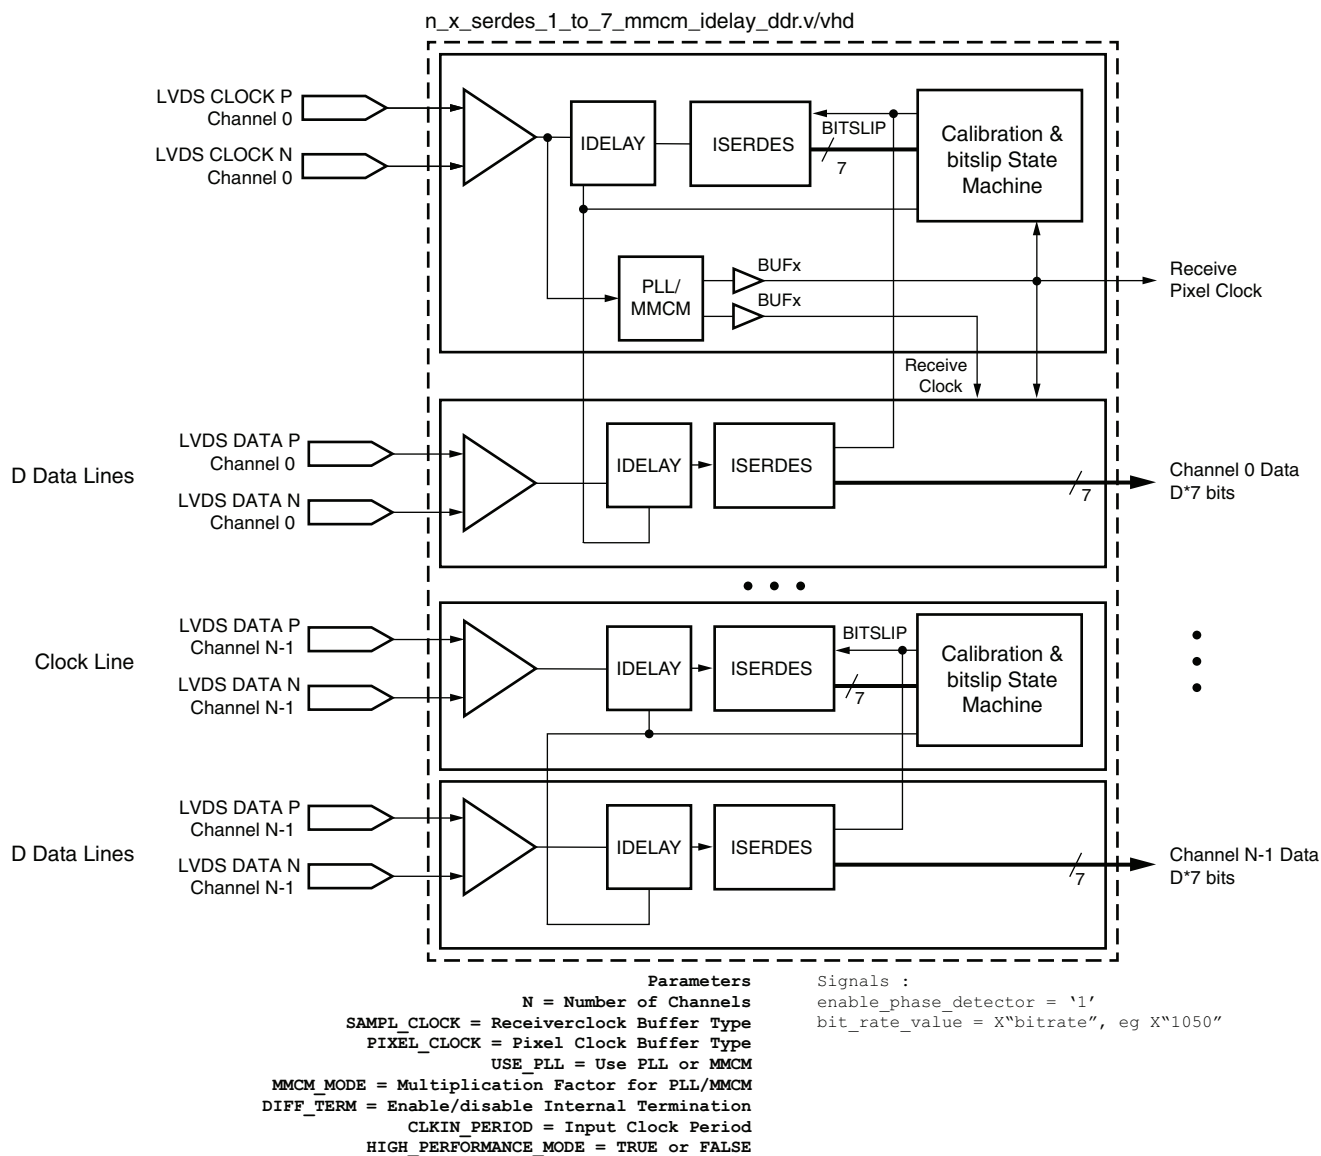 n_x_serdes_1_to_7_mmcm_idelay_ddr.v/vhd
LVDS CLOCK P
Channel 0
LVDS CLOCK N
Channel 0
IDELAY
ISERDES
BITSLIP
7
Calibration &
bitslip State
Machine
PLL/
MMCM
BUFx
BUFx
Receive
Pixel Clock
Receive
Clock
D Data Lines
LVDS DATA P
Channel 0
LVDS DATA N
Channel 0
IDELAY
ISERDES
7
Channel 0 Data
D*7 bits
Clock Line
LVDS DATA P
Channel N-1
LVDS DATA N
Channel N-1
IDELAY
ISERDES
BITSLIP
7
Calibration &
bitslip State
Machine
D Data Lines
LVDS DATA P
Channel N-1
LVDS DATA N
Channel N-1
IDELAY
ISERDES
7
Channel N-1 Data
D*7 bits
Parameters
N = Number of Channels
SAMPL_CLOCK = Receiverclock Buffer Type
PIXEL_CLOCK = Pixel Clock Buffer Type
USE_PLL = Use PLL or MMCM
MMCM_MODE = Multiplication Factor for PLL/MMCM
DIFF_TERM = Enable/disable Internal Termination
CLKIN_PERIOD = Input Clock Period
HIGH_PERFORMANCE_MODE = TRUE or FALSE
Signals :
enable_phase_detector = ‘1’
bit_rate_value = X“bitrate”, eg X“1050”